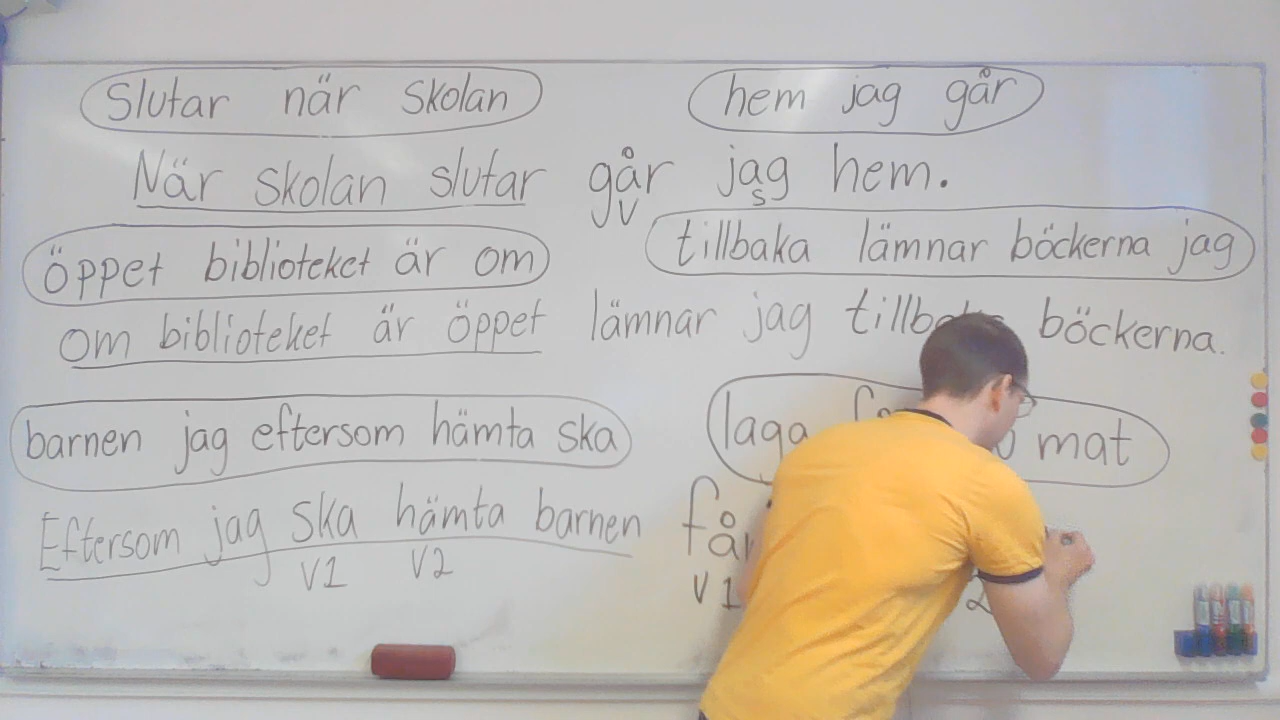 Slutar när skolan hem jag går
När skolan slutar går jag hem.
V S
öppet biblioteket är om tillbaka lämnar böckerna jag
om biblioteket är öppet lämnar jag böckerna.
barnen jag eftersom hämta ska laga mat
Eftersom jag ska hämta barnen
V1 V2 V1